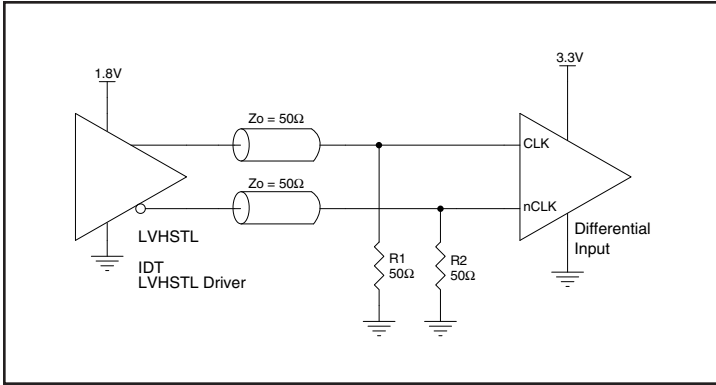 1.8V
3.3V
Zo = 50Ω
CLK
Zo = 50Ω
nCLK
LVHSTL
IDT
LVHSTL Driver
R1
50Ω
R2
50Ω
Differential
Input